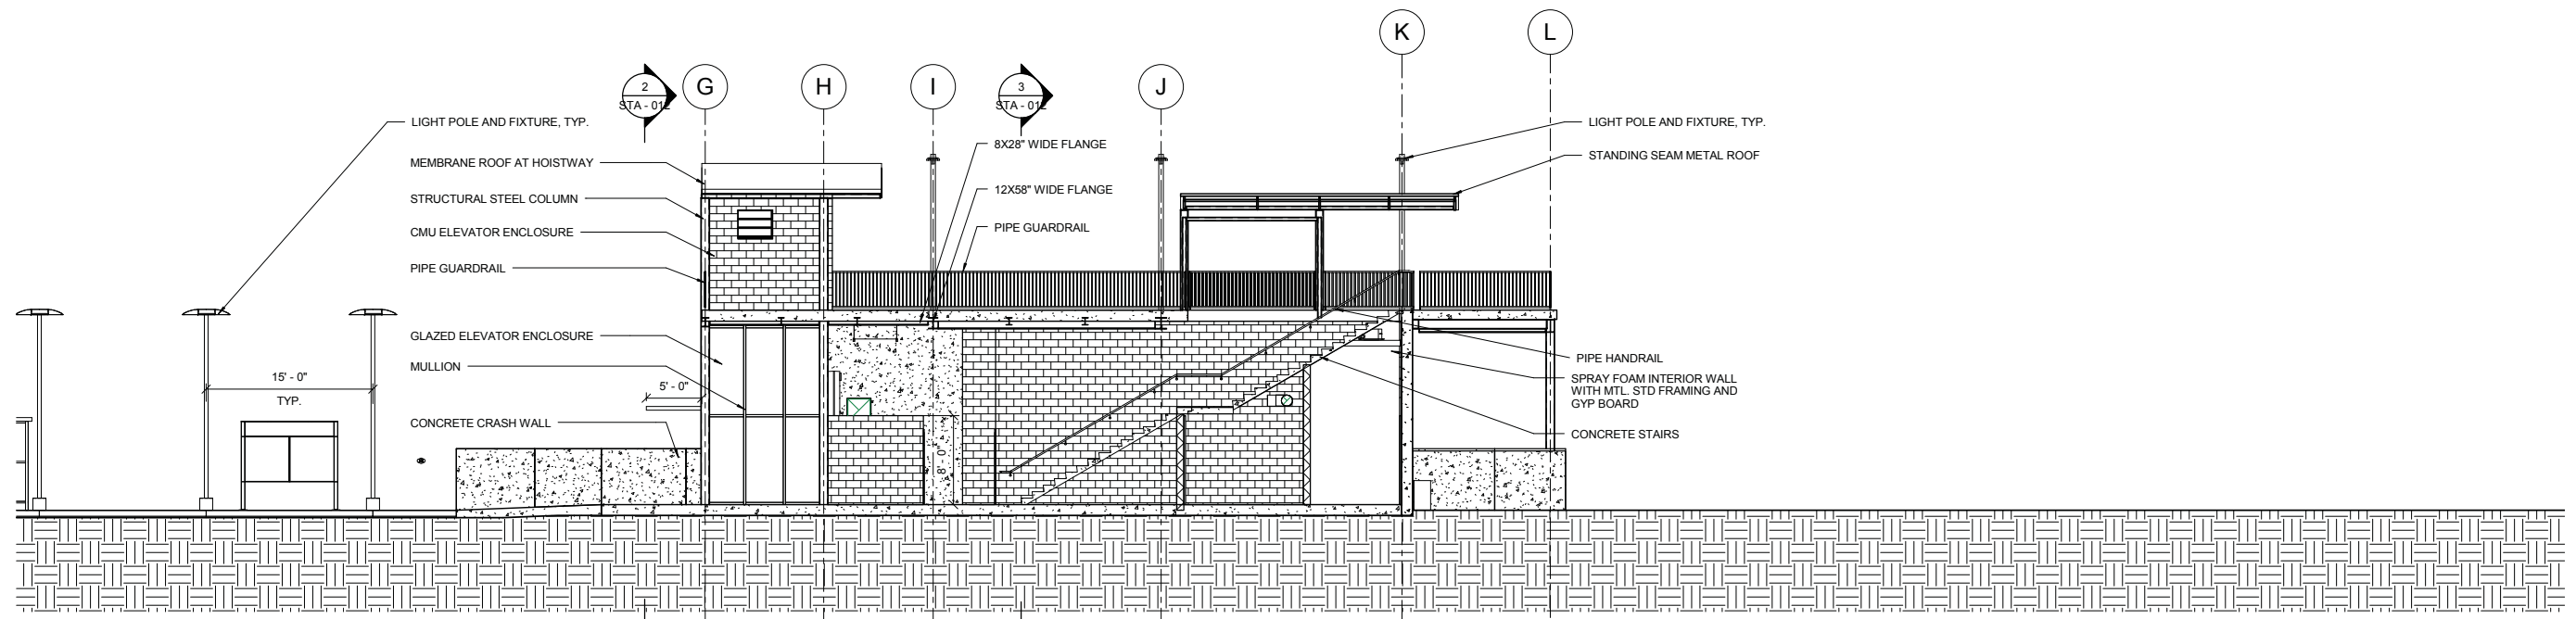 K
L
2
STA - 012
G
H
I
3
STA - 012
J
LIGHT POLE AND FIXTURE, TYP.
MEMBRANE ROOF AT HOISTWAY
STRUCTURAL STEEL COLUMN
CMU ELEVATOR ENCLOSURE
PIPE GUARDRAIL
GLAZED ELEVATOR ENCLOSURE
MULLION
CONCRETE CRASH WALL
15' - 0"
TYP.
5' - 0"
8X28" WIDE FLANGE
12X58" WIDE FLANGE
PIPE GUARDRAIL
8' - 0"
LIGHT POLE AND FIXTURE, TYP.
STANDING SEAM METAL ROOF
PIPE HANDRAIL
SPRAY FOAM INTERIOR WALL
WITH MTL. STD FRAMING AND
GYP BOARD
CONCRETE STAIRS